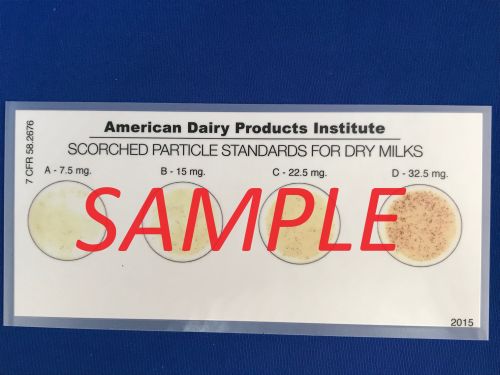 American Dairy Products Institute
SCORCHED PARTICLE STANDARDS FOR DRY MILKS
7 CFR 58.2676
A - 7.5 mg.
B - 15 mg.
C - 22.5 mg.
D - 32.5 mg.
SAMPLE
2015